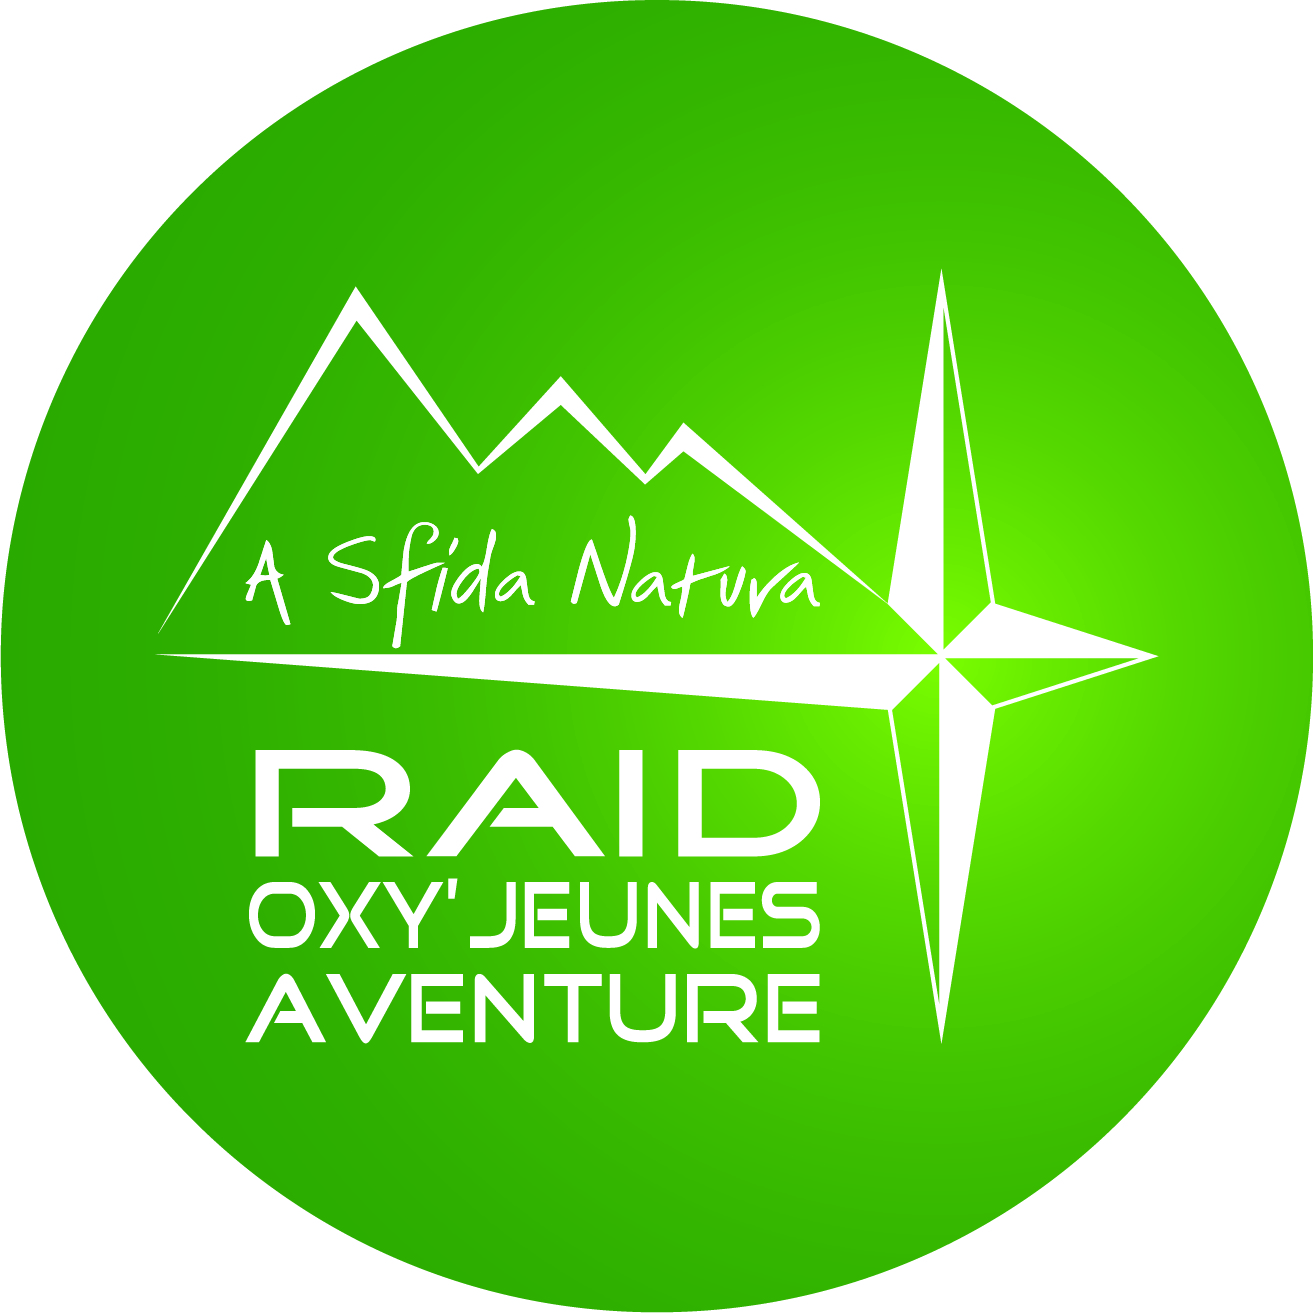 A Sfida Natura
RAID
OXY'JEUNES
AVENTURE